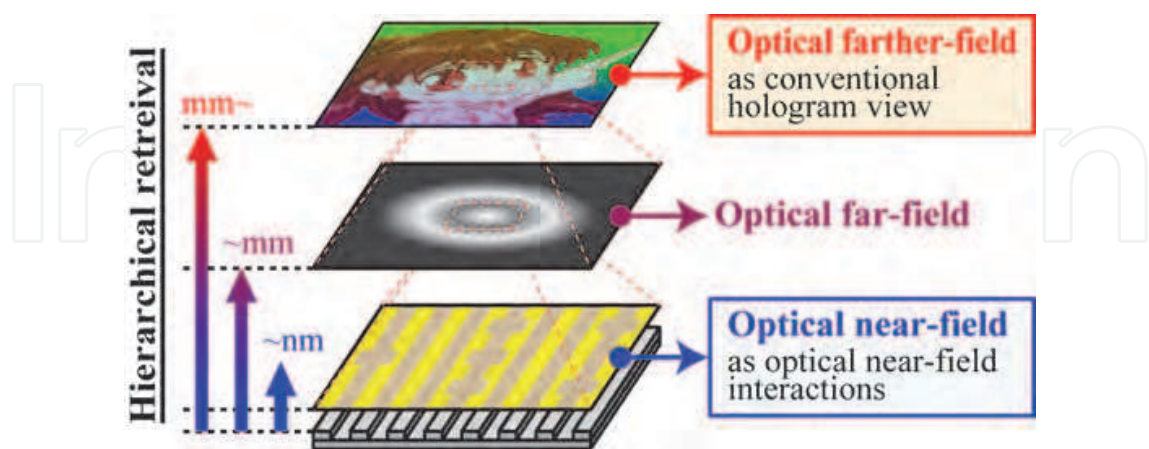 Hierarchical retreival
mm~
~mm
~nm
Optical farther-field
as conventional
hologram view
Optical far-field
Optical near-field
as optical near-field
interactions